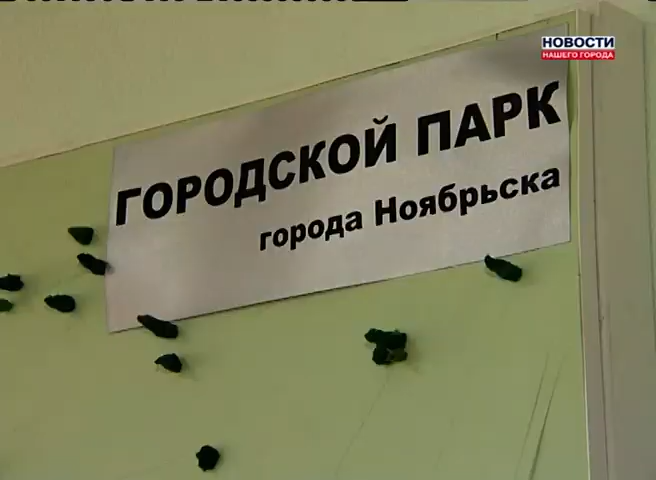 НОВОСТИ
НАШЕГО ГОРОДА
ГОРОДСКОЙ ПАРК
города Ноябрьска